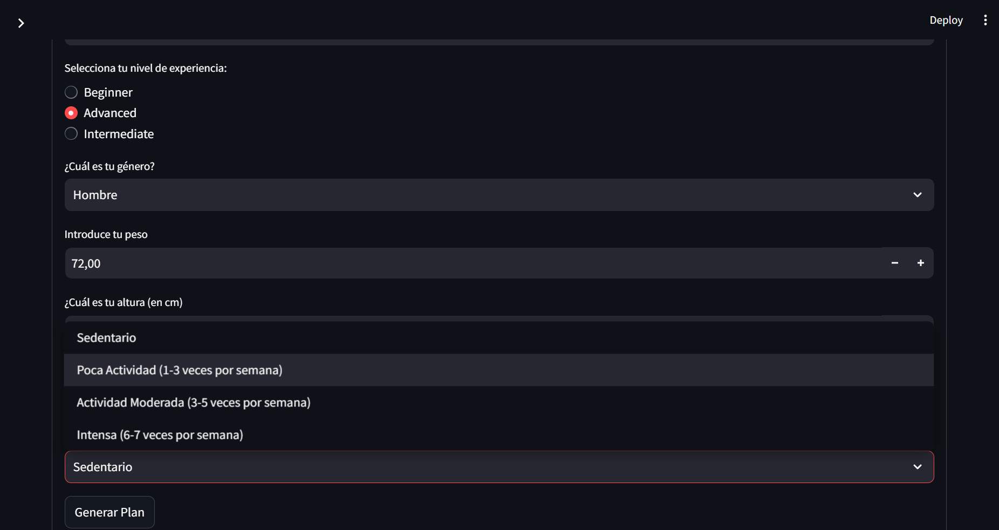 Deploy
Selecciona tu nivel de experiencia:
Beginner
Advanced
Intermediate
¿Cuál es tu género?
Hombre
Introduce tu peso
72,00
¿Cuál es tu altura (en cm)
Sedentario
Poca Actividad (1-3 veces por semana)
Actividad Moderada (3-5 veces por semana)
Intensa (6-7 veces por semana)
Sedentario
Generar Plan